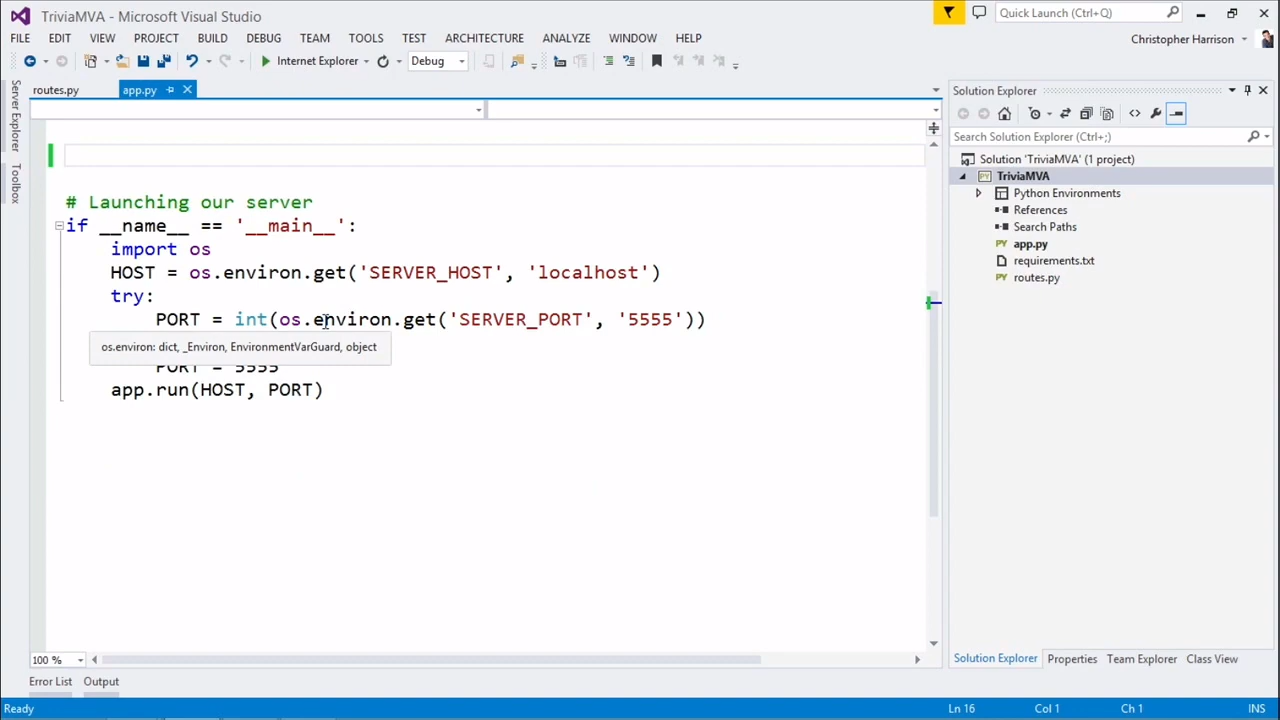 TriviaMVA - Microsoft Visual Studio
Quick Launch (Ctrl+Q)
FILE EDIT VIEW PROJECT BUILD DEBUG TEAM TOOLS TEST ARCHITECTURE ANALYZE WINDOW HELP
Christopher Harrison
Internet Explorer Debug
Server Explorer
Toolbox
routes.py app.py
# Launching our server
if __name__ == '__main__':
import os
HOST = os.environ.get('SERVER_HOST', 'localhost')
try:
PORT = int(os.environ.get('SERVER_PORT', '5555'))
os.environ: dict, _Environ, EnvironmentVarGuard, object
PORT = 5555
app.run(HOST, PORT)
100 %
Error List Output
Solution Explorer
Search Solution Explorer (Ctrl+;)
Solution 'TriviaMVA' (1 project)
TriviaMVA
Python Environments
References
Search Paths
app.py
requirements.txt
routes.py
Solution Explorer Properties Team Explorer Class View
Ready Ln 16 Col 1 Ch 1 INS